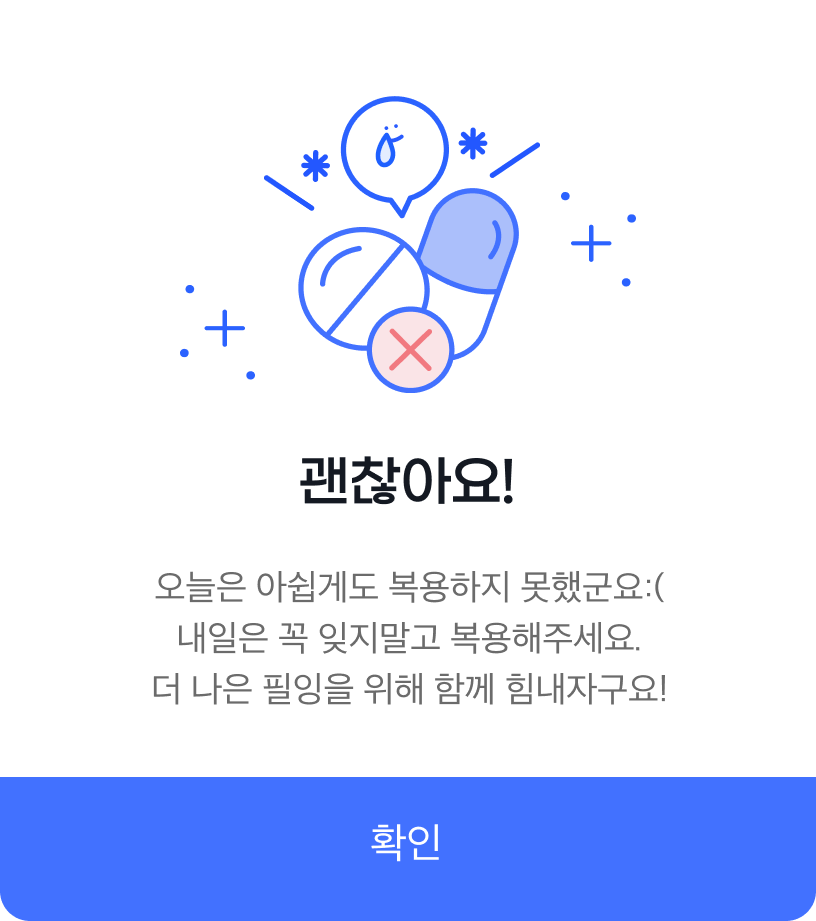 괜찮아요!
오늘은 아쉽게도 복용하지 못했군요:(
내일은 꼭 잊지말고 복용해주세요.
더 나은 필잉을 위해 함께 힘내자구요!
확인